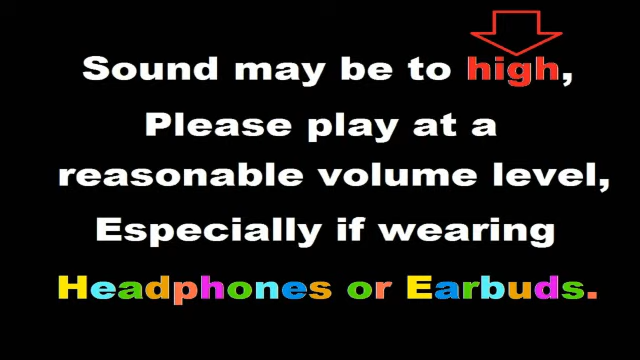 Sound may be to high,
Please play at a
reasonable volume level,
Especially if wearing
Headphones or Earbuds.